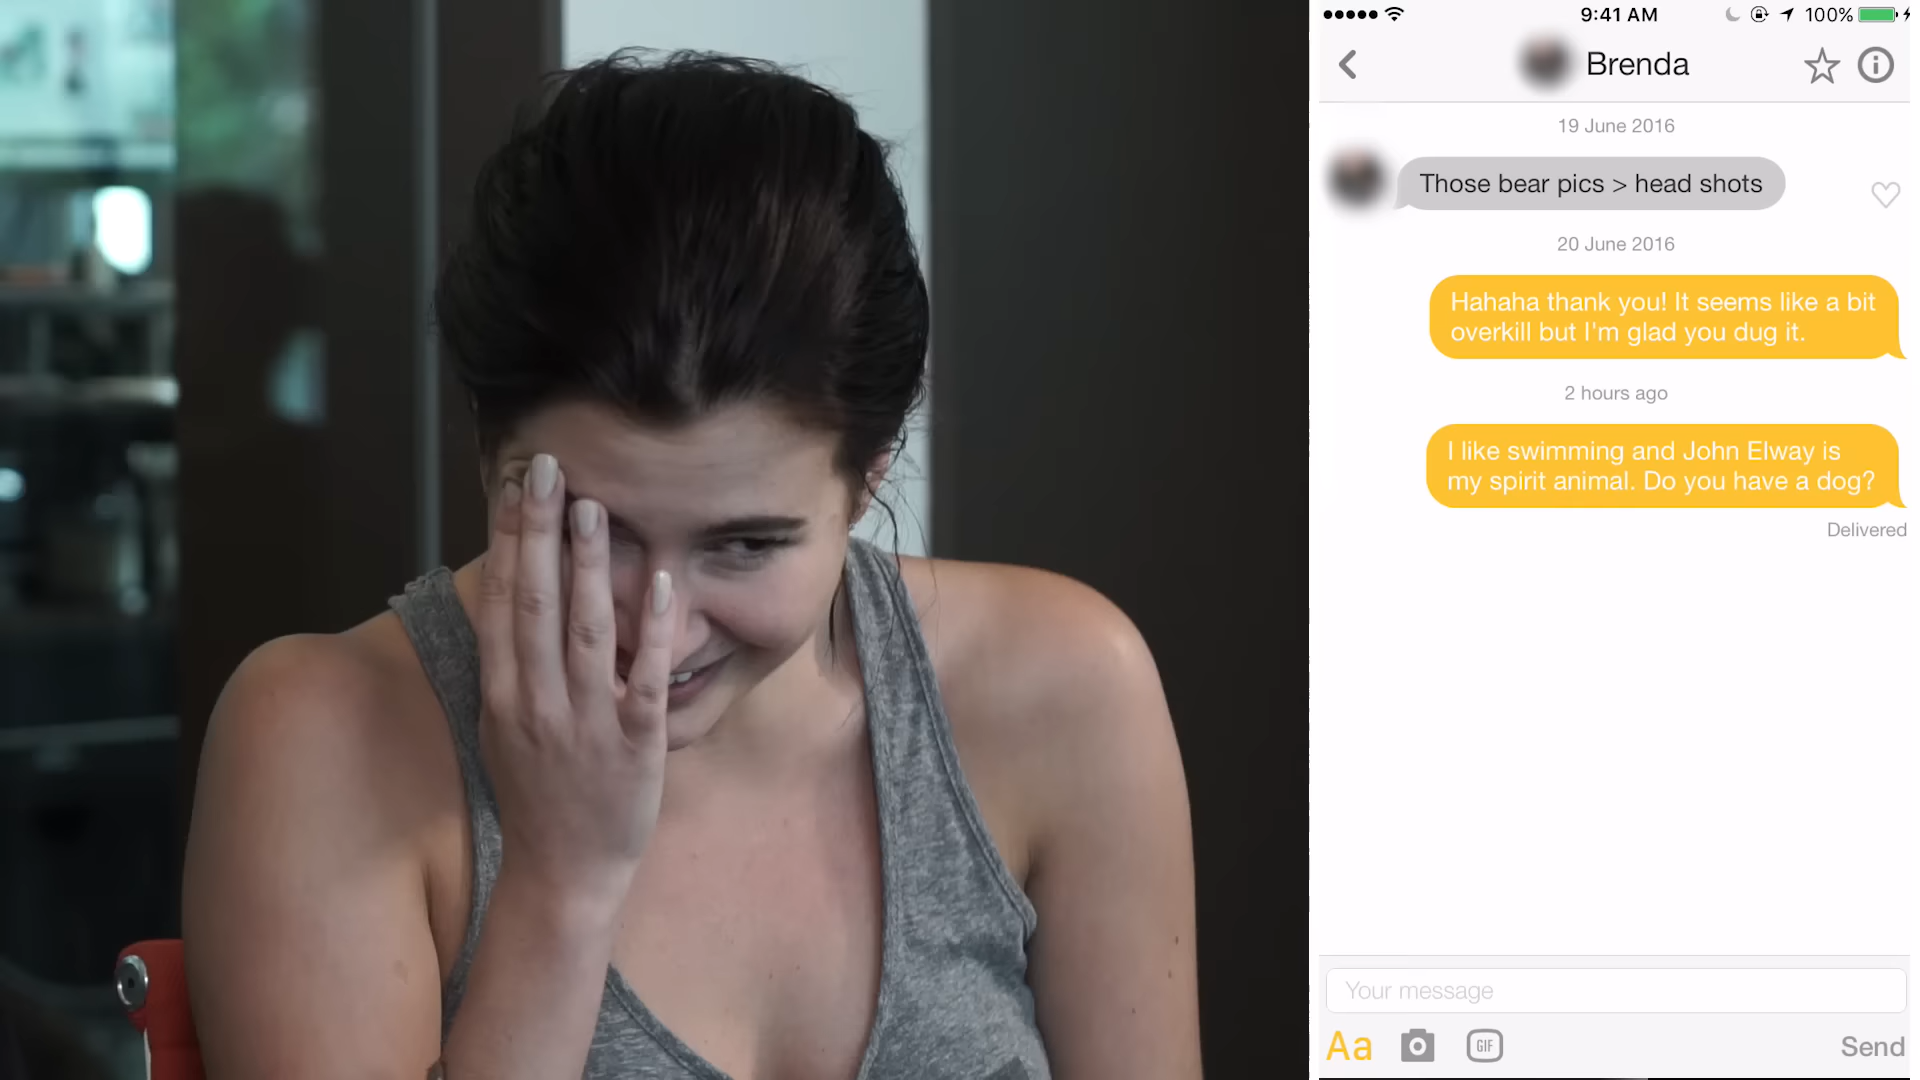 9:41 AM
100%
Brenda
19 June 2016
Those bear pics > head shots
20 June 2016
Hahaha thank you! It seems like a bit
overkill but I'm glad you dug it.
2 hours ago
I like swimming and John Elway is
my spirit animal. Do you have a dog?
Delivered
Your message
Aa
GIF
Send